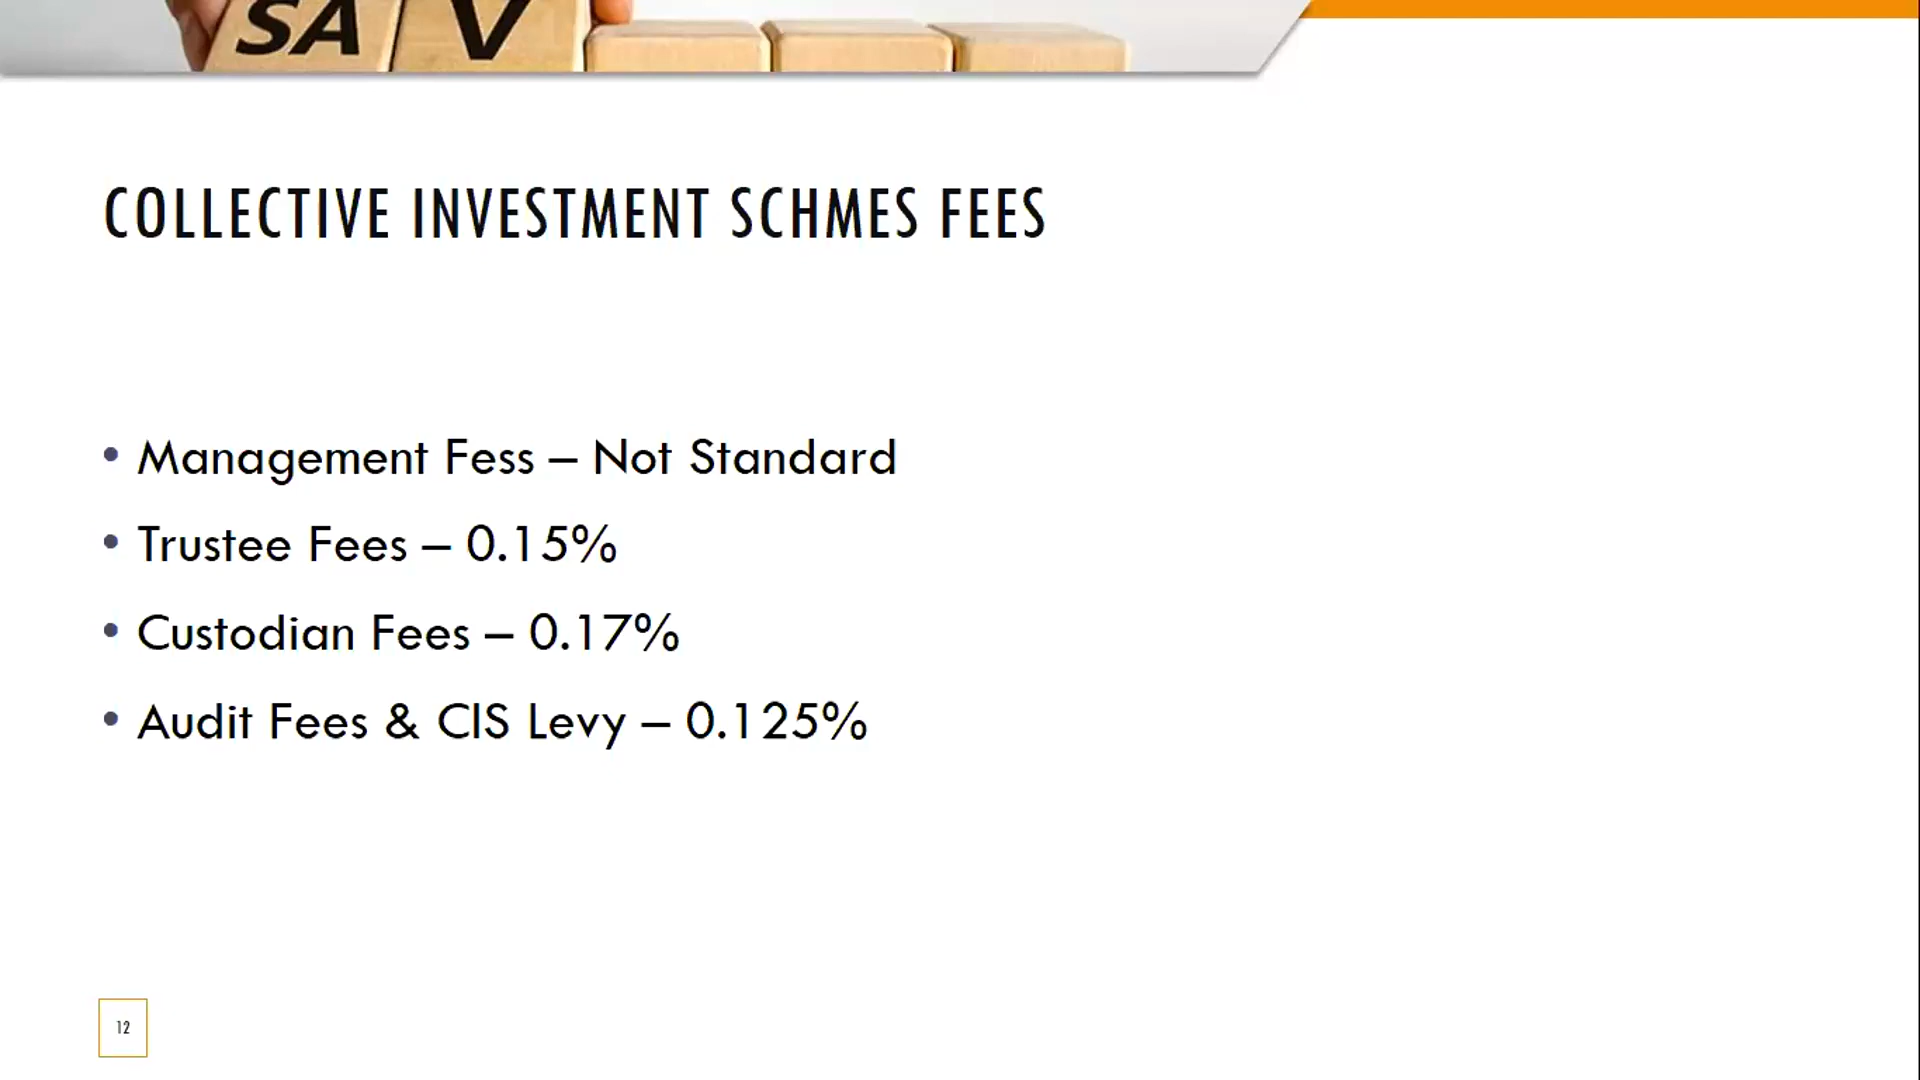 SA V
COLLECTIVE INVESTMENT SCHMES FEES
• Management Fess – Not Standard
• Trustee Fees – 0.15%
• Custodian Fees – 0.17%
• Audit Fees & CIS Levy – 0.125%
12